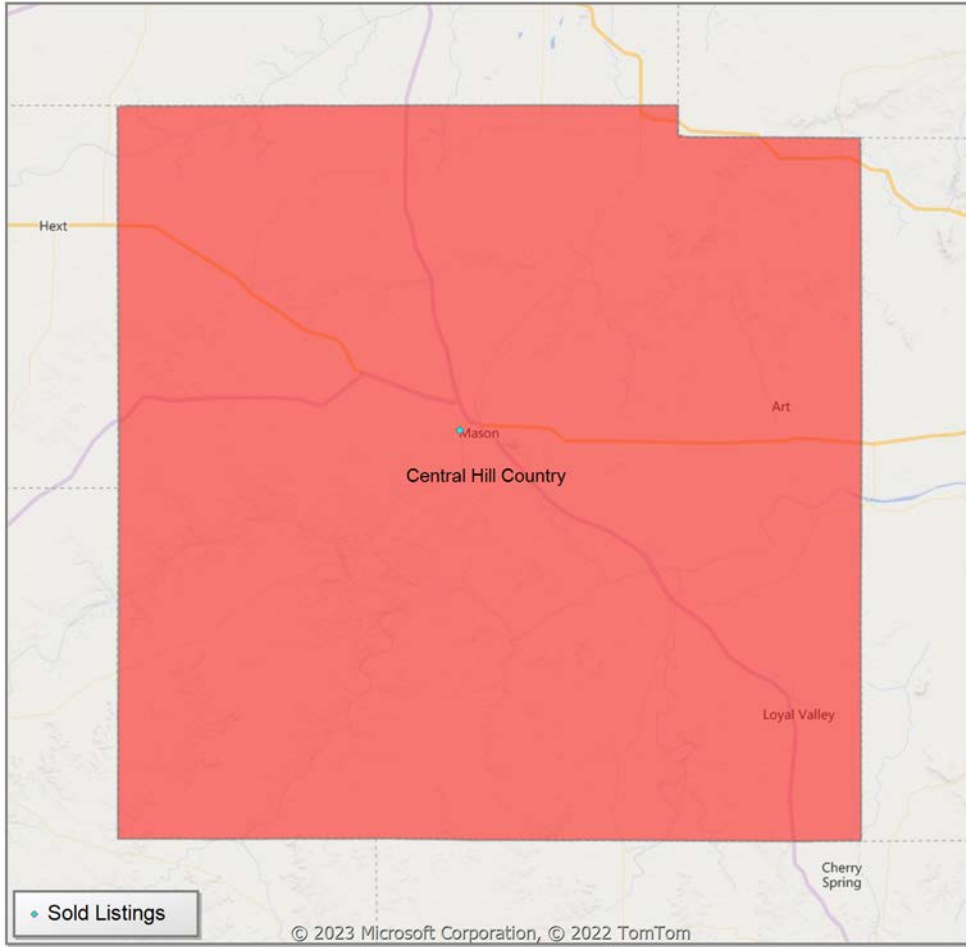 Hext
Art
Mason
Central Hill Country
Loyal Valley
Cherry
Spring
Sold Listings
© 2023 Microsoft Corporation, © 2022 TomTom